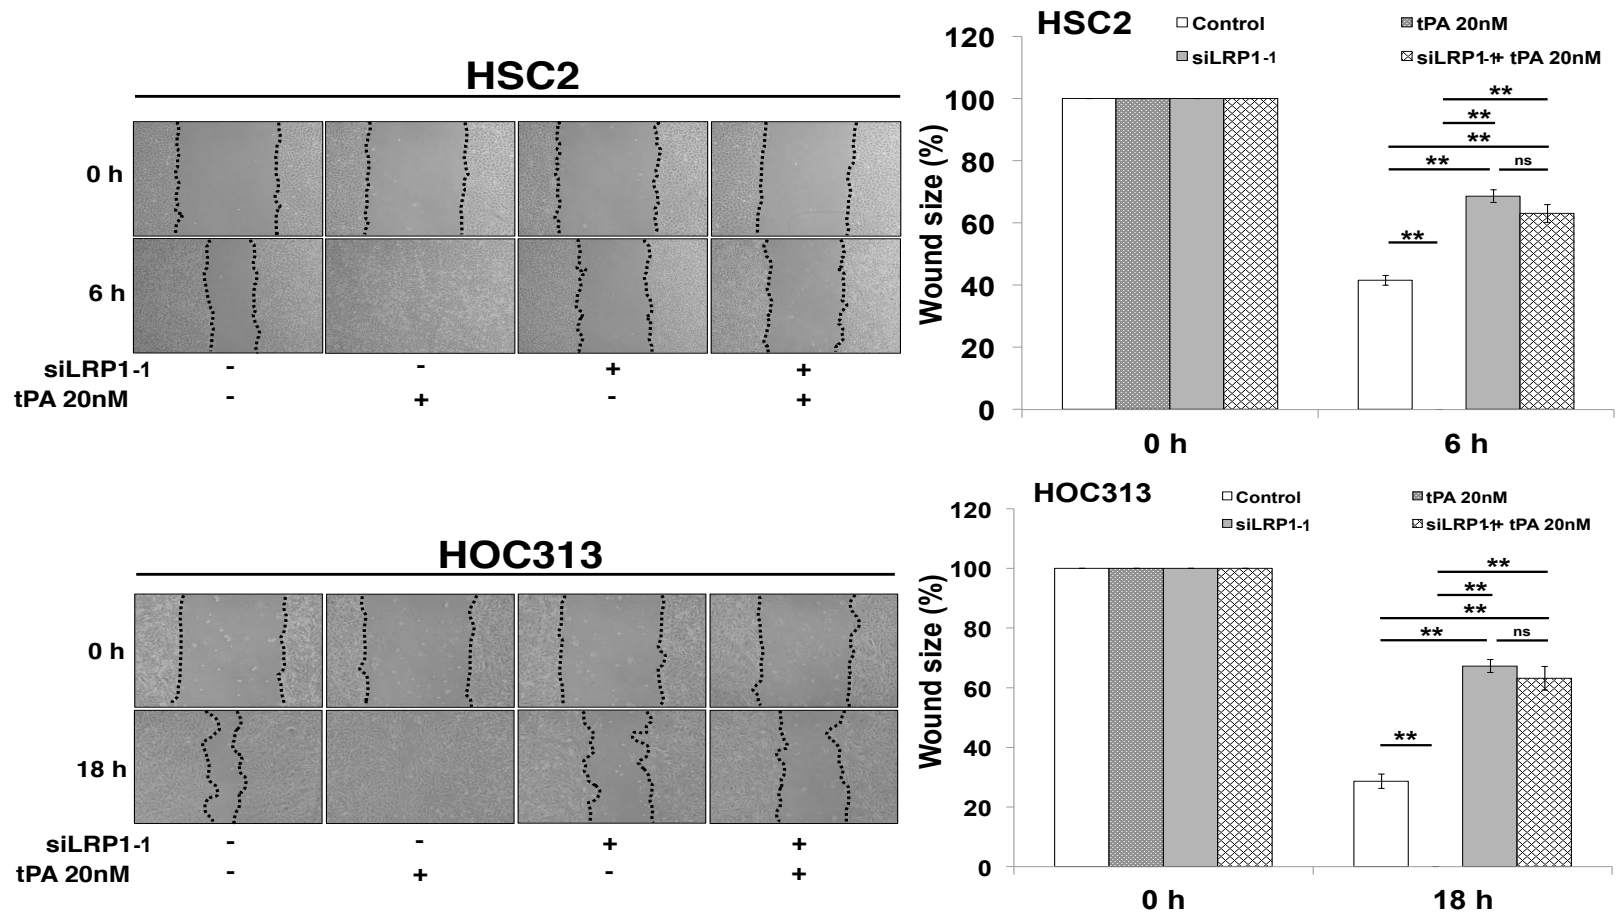 HSC2
0 h
6 h
siLRP1-1 - - + +
tPA 20nM - + - +
HSC2
Control
tPA 20nM
siLRP1-1
siLRP1-1+ tPA 20nM
Wound size (%)
120
100
80
60
40
20
0
**
**
**
** ns
**
0 h 6 h
HOC313
0 h
18 h
siLRP1-1 - - + +
tPA 20nM - + - +
HOC313
Control
tPA 20nM
siLRP1-1
siLRP1-1+ tPA 20nM
Wound size (%)
120
100
80
60
40
20
0
**
**
**
** ns
**
0 h 18 h